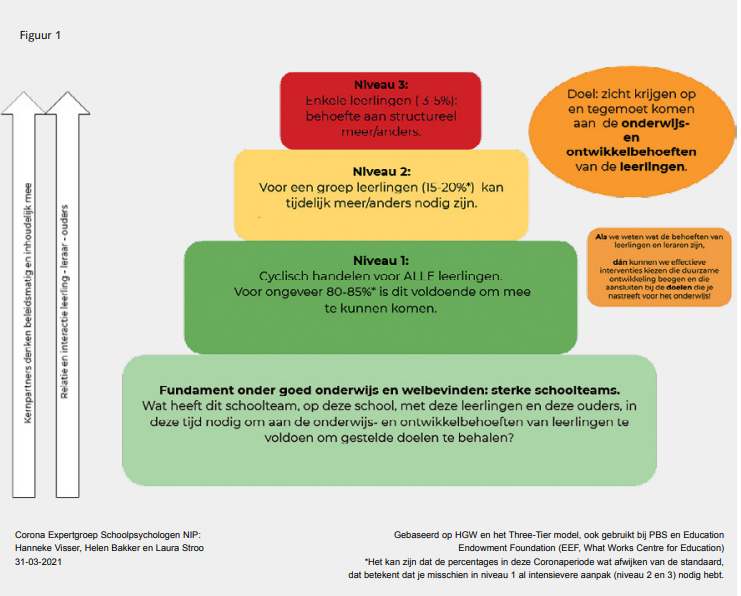 Figuur 1
Niveau 3:
Enkele leerlingen ( 3-5%):
behoefte aan structureel
meer/anders.
Niveau 2:
Voor een groep leerlingen (15-20%*) kan
tijdelijk meer/anders nodig zijn.
Niveau 1:
Cyclisch handelen voor ALLE leerlingen.
Voor ongeveer 80-85%* is dit voldoende om mee
te kunnen komen.
Fundament onder goed onderwijs en welbevinden: sterke schoolteams.
Wat heeft dit schoolteam, op deze school, met deze leerlingen en deze ouders, in
deze tijd nodig om aan de onderwijs- en ontwikkelbehoeften van leerlingen te
voldoen om gestelde doelen te behalen?
Kernpartners denken beleidsmatig en inhoudelijk mee
Relatie en interactie leerling - leraar - ouders
Doel: zicht krijgen op
en tegemoet komen
aan de onderwijs-
en
ontwikkelbehoeften
van de leerlingen.
Als we weten wat de behoeften van
leerlingen en leraren zijn,
dán kunnen we effectieve
interventies kiezen die duurzame
ontwikkeling beogen en die
aansluiten bij de doelen die je
nastreeft voor het onderwijs!
Corona Expertgroep Schoolpsychologen NIP:
Hanneke Visser, Helen Bakker en Laura Stroo
31-03-2021
Gebaseerd op HGW en het Three-Tier model, ook gebruikt bij PBS en Education
Endowment Foundation (EEF, What Works Centre for Education)
*Het kan zijn dat de percentages in deze Coronaperiode wat afwijken van de standaard,
dat betekent dat je misschien in niveau 1 al intensievere aanpak (niveau 2 en 3) nodig hebt.